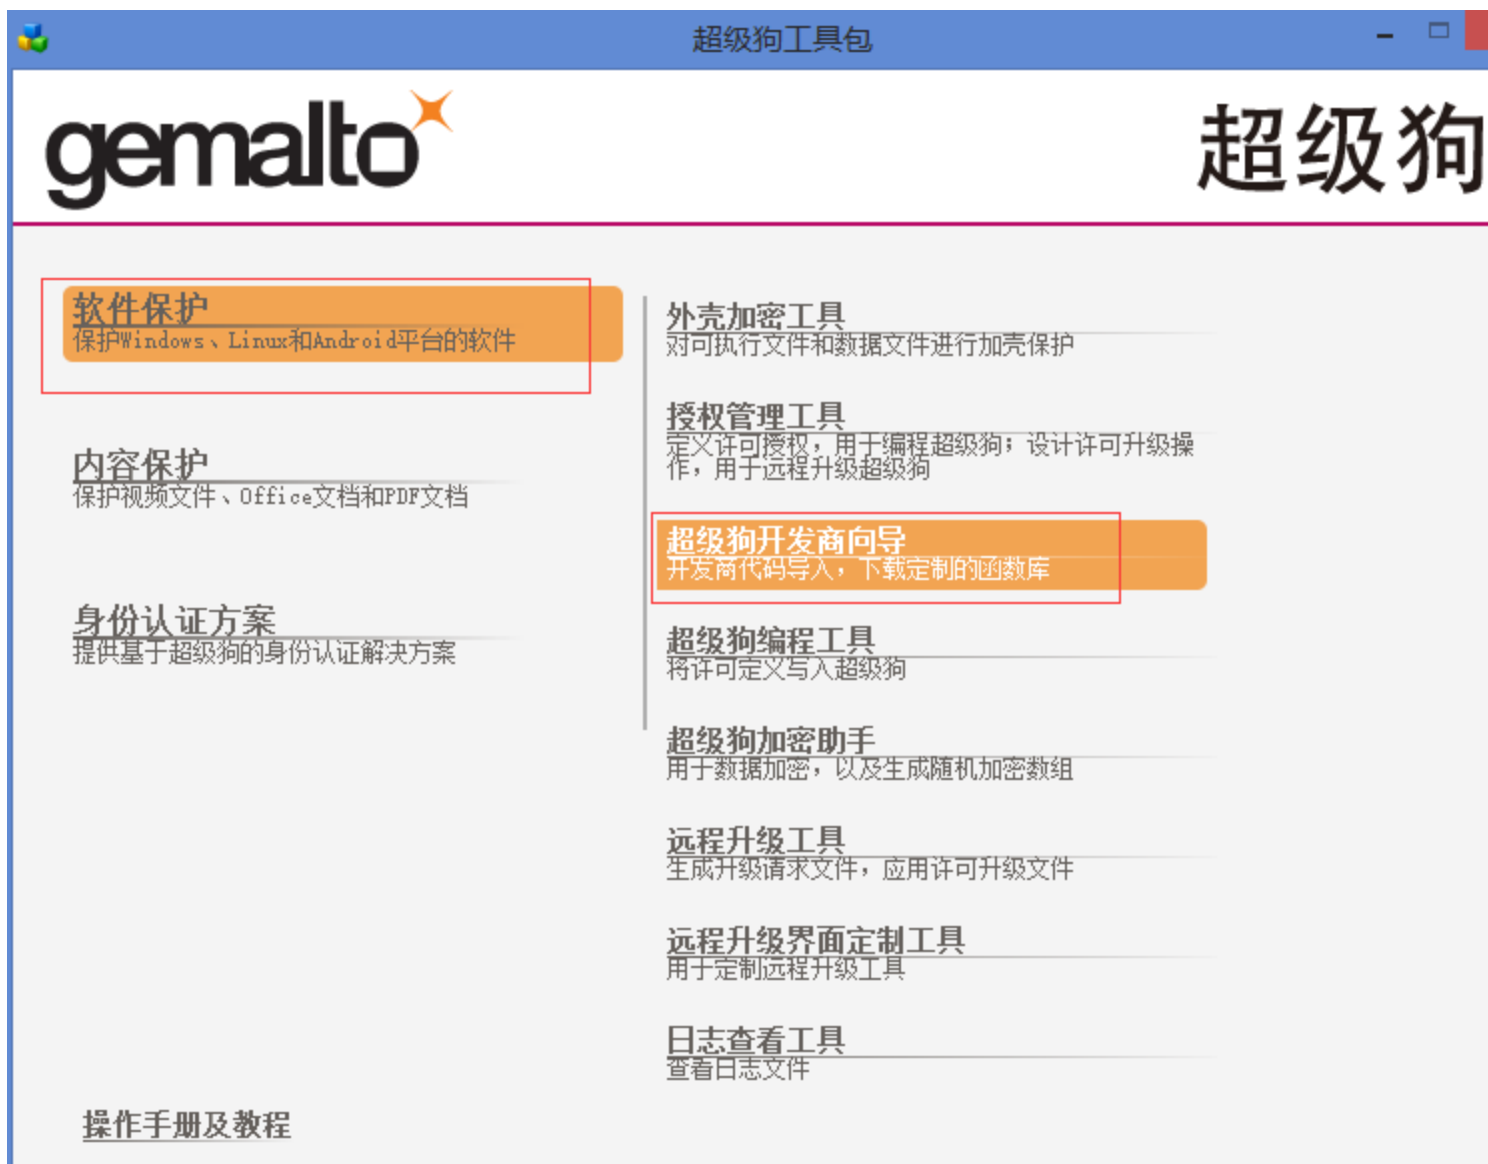 超级狗工具包
gemalto
超级狗
软件保护
保护Windows、Linux和Android平台的软件
内容保护
保护视频文件、Office文档和PDF文档
身份认证方案
提供基于超级狗的身份认证解决方案
外壳加密工具
对可执行文件和数据文件进行加壳保护
授权管理工具
定义许可授权，用于编程超级狗；设计许可升级操
作，用于远程升级超级狗
超级狗开发商向导
开发商代码导入，下载定制的函数库
超级狗编程工具
将许可定义写入超级狗
超级狗加密助手
用于数据加密，以及生成随机加密数组
远程升级工具
生成升级请求文件，应用许可升级文件
远程升级界面定制工具
用于定制远程升级工具
日志查看工具
查看日志文件
操作手册及教程